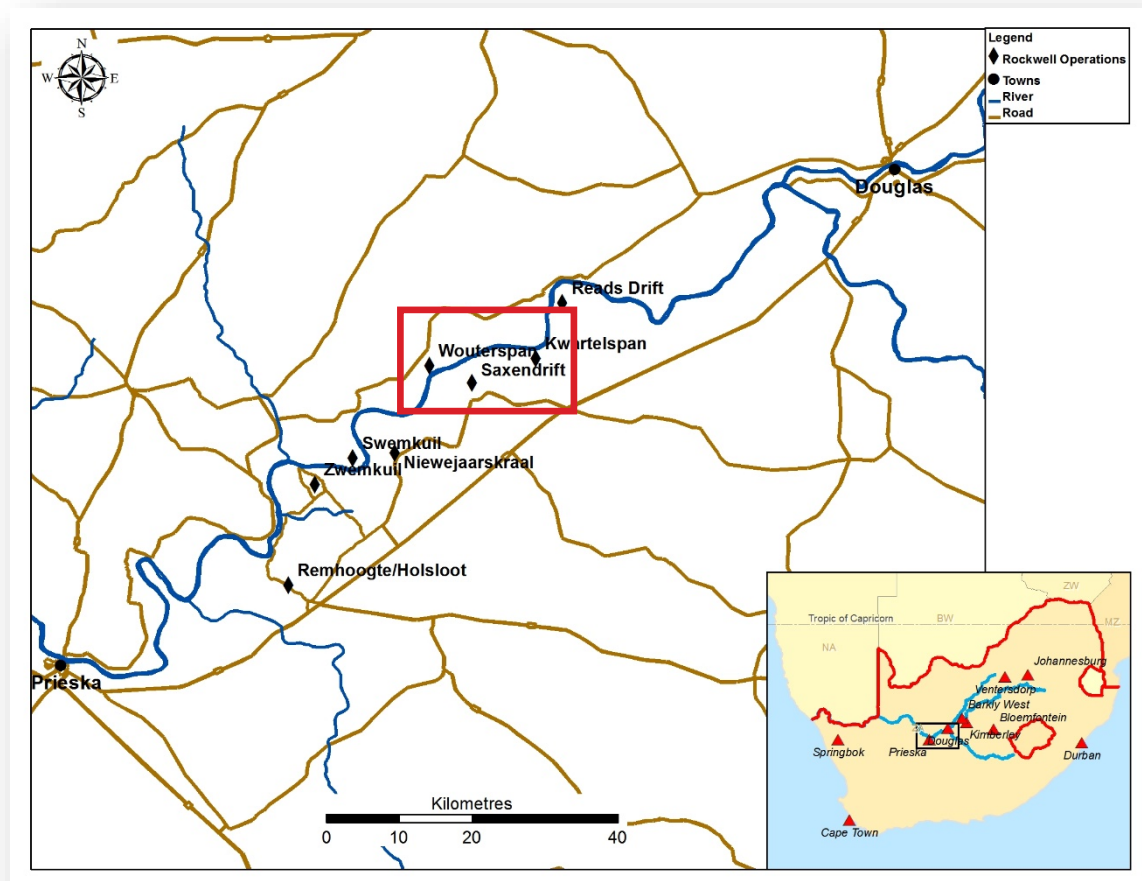 N
W
E
S
Legend
Rockwell Operations
Towns
River
Road
Douglas
Reads Drift
Kwartelspan
Wouterspan
Saxendrift
Swemkuil
Niewejaarskraal
Zwemkuil
Remhoogte/Holsloot
Prieska
Kilometres
0 10 20 40
ZW
Tropic of Capricorn
BW
MZ
NA
Johannesburg
Ventersdorp
Barkly West
Bloemfontein
Kimberley
Douglas
Prieska
Springbok
Durban
Cape Town